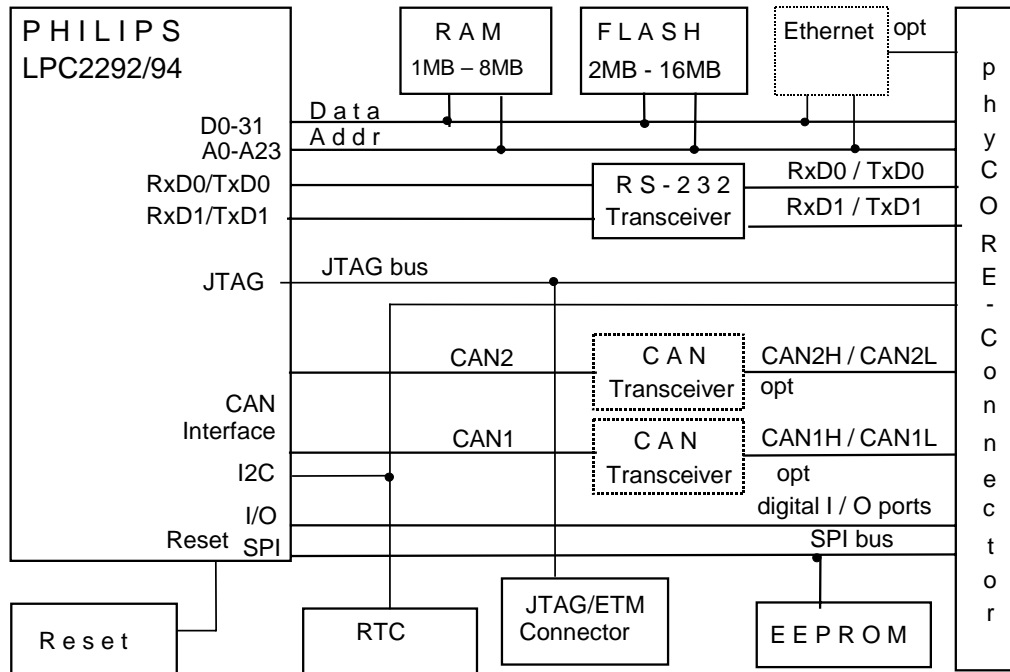 PHILIPS
LPC2292/94
RAM
1MB – 8MB
FLASH
2MB - 16MB
Ethernet
opt
Data
D0-31
Addr
A0-A23
RxD0/TxD0
RS-232
Transceiver
RxD0 / TxD0
RxD1/TxD1
RxD1 / TxD1
JTAG
JTAG bus
CAN2
CAN
Transceiver
CAN2H / CAN2L
opt
CAN
Interface
CAN1
CAN
Transceiver
CAN1H / CAN1L
opt
I2C
I/O
digital I / O ports
Reset
SPI
SPI bus
Reset
RTC
JTAG/ETM
Connector
EEPROM
phyCORE-Connector